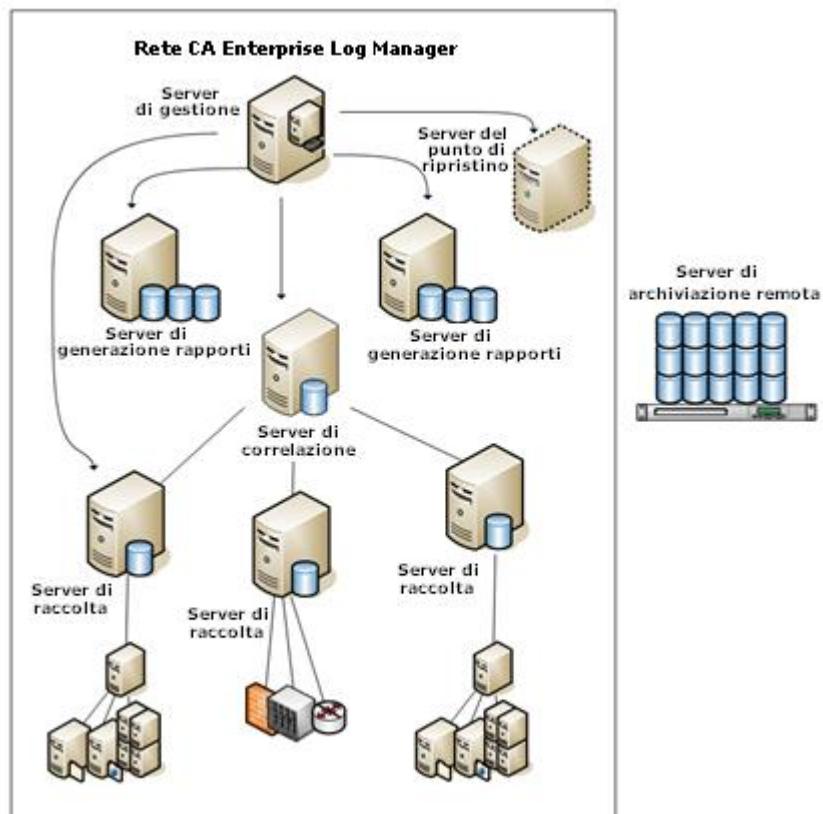 Rete CA Enterprise Log Manager
Server
di gestione
Server del
punto di
ripristino
Server di
generazione rapporti
Server di
generazione rapporti
Server di
archiviazione remota
Server di
correlazione
Server di
raccolta
Server di
raccolta
Server di
raccolta